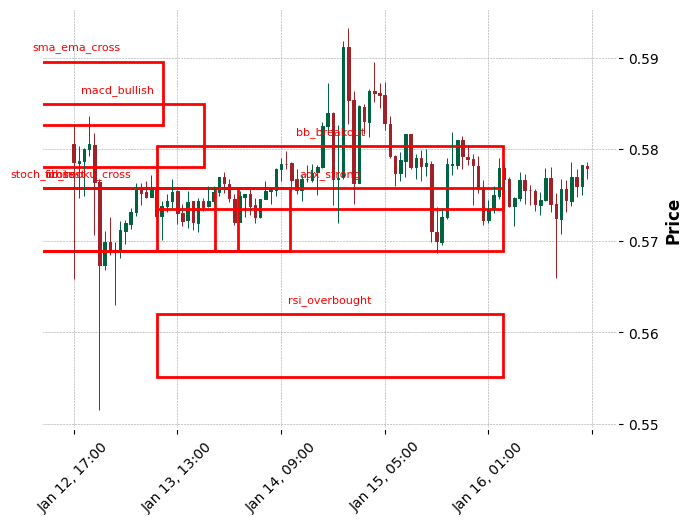 sma_ema_cross
0.59
macd_bullish
bb_breakout
0.58
adx_strong
rsi_overbought
0.57
0.56
0.55
Price
Jan 12, 17:00
Jan 13, 13:00
Jan 14, 09:00
Jan 15, 05:00
Jan 16, 01:00